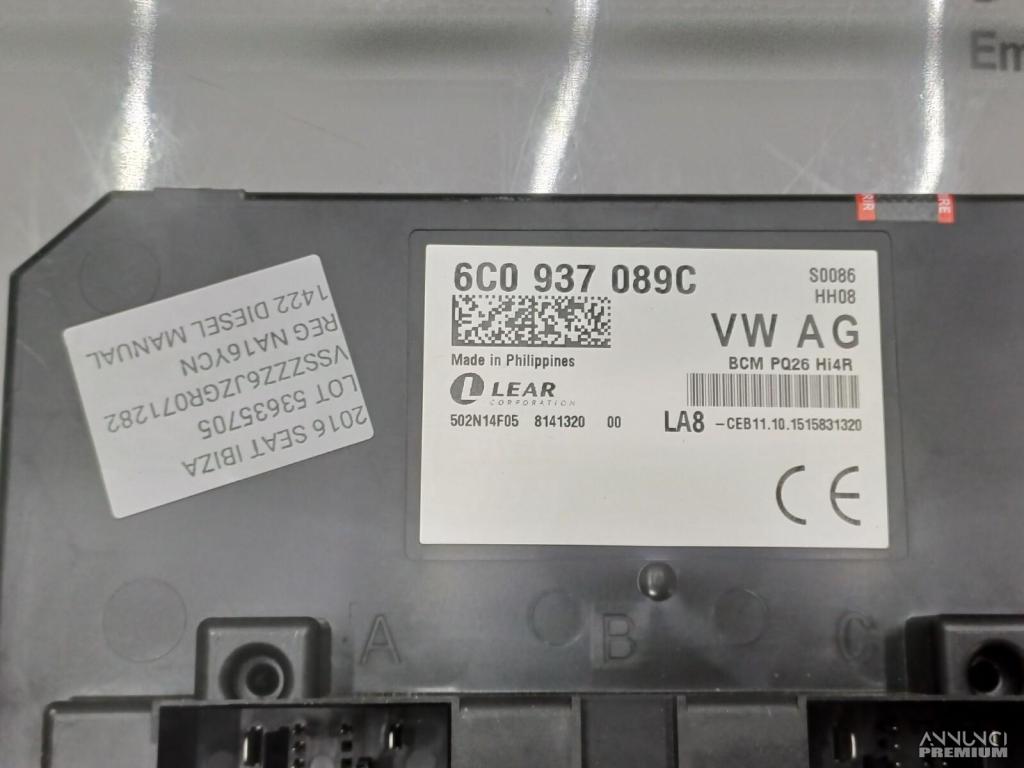 Em
6C0 937 089C
S0086
HH08
VW AG
Made in Philippines
BCM PQ26 Hi4R
LEAR
CORPORATION
502N14F05 8141320 00
LA8 -CEB11.10.1515831320
CE
2016 SEAT IBIZA
LOT 53635705
VSSZZZ6JZGR071282
REG NA16YCN
1422 DIESEL MANUAL
A
B
C
ANNUNCI
PREMIUM